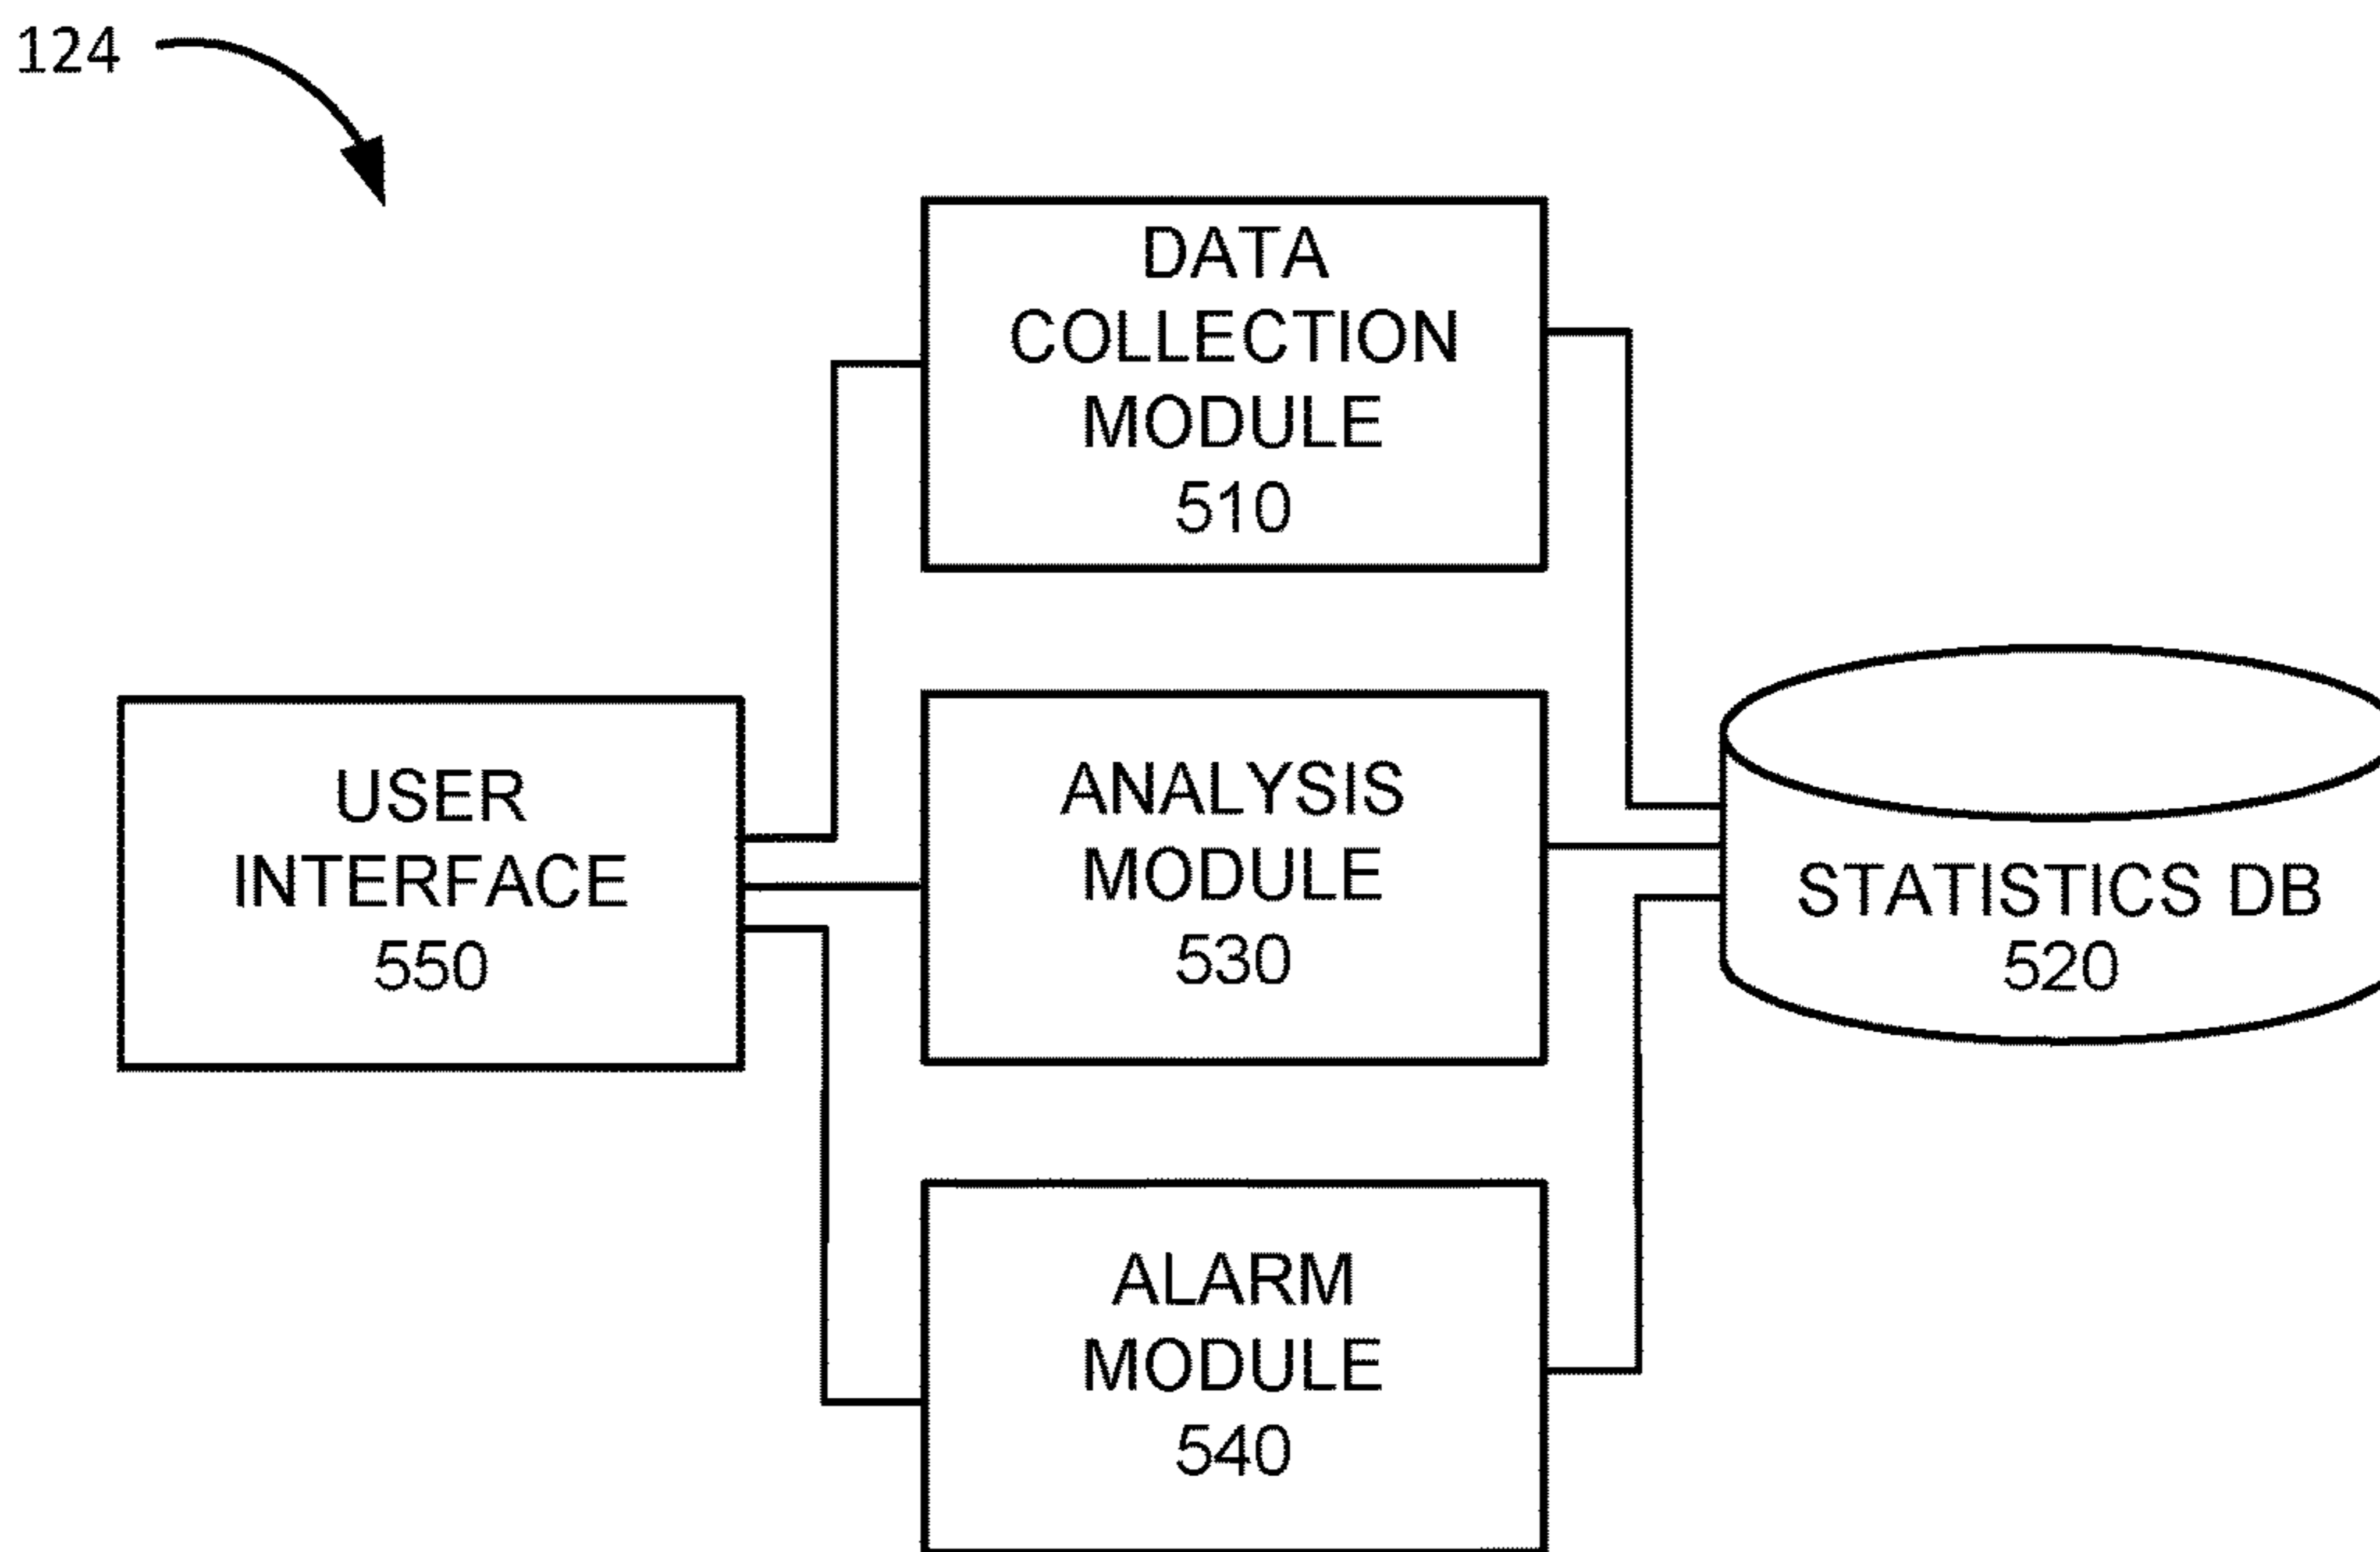 124
DATA
COLLECTION
MODULE
510
USER
INTERFACE
550
ANALYSIS
MODULE
530
STATISTICS DB
520
ALARM
MODULE
540